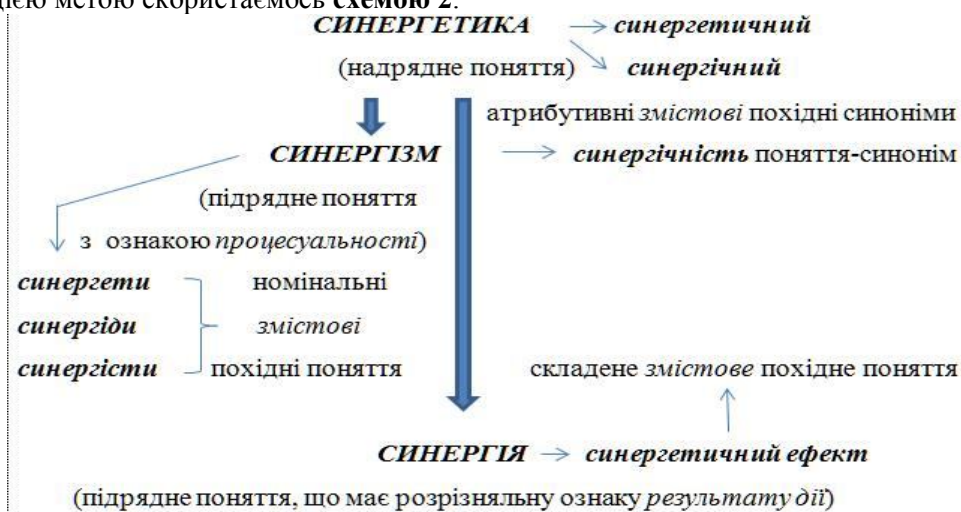 цією метою скористаємось схемою 2.
СИНЕРГЕТИКА → синергетичний
(надрядне поняття) синергічний
атрибутивні змістові похідні синоніми
СИНЕРГІЗМ → синергічність поняття-синонім
(підрядне поняття
з ознакою процесуальності)
синергети номінальні
синергіди змістові
синергісти похідні поняття складене змістове похідне поняття
СИНЕРГІЯ → синергетичний ефект
(підрядне поняття, що має розрізняльну ознаку результату дії)